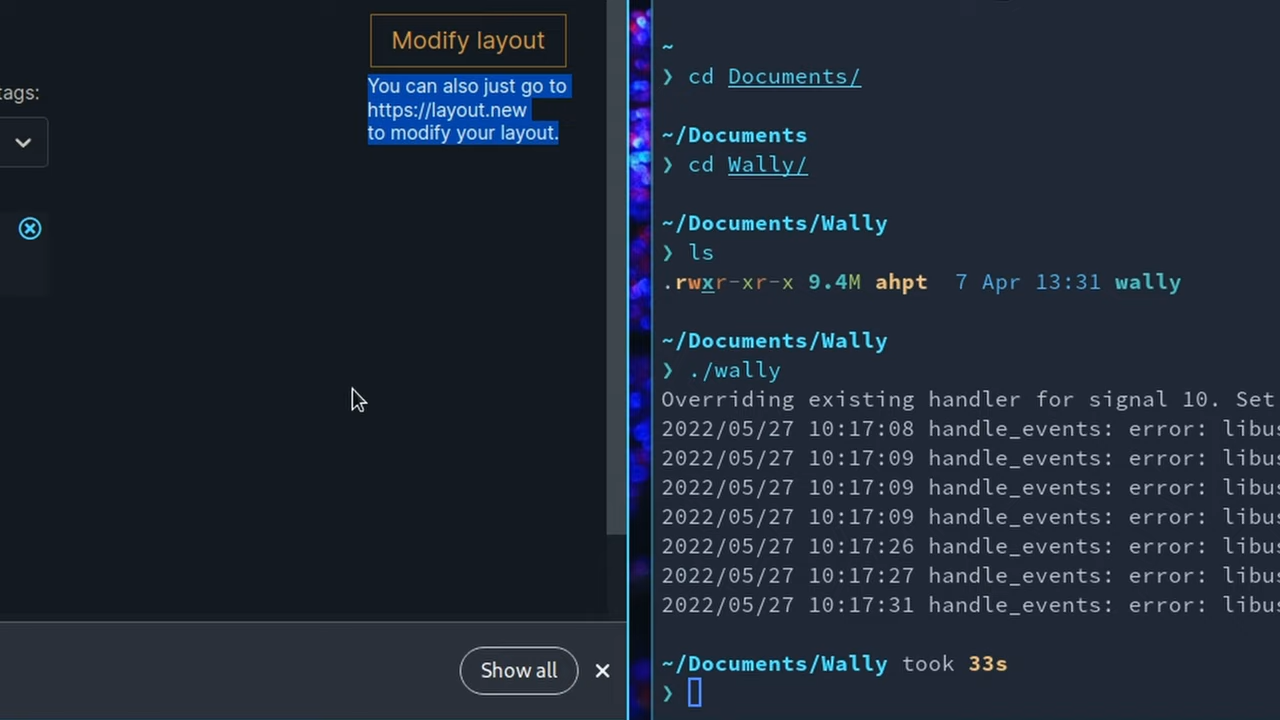 Modify layout
You can also just go to
https://layout.new
to modify your layout.
tags:
Show all
~
❯ cd Documents/
~/Documents
❯ cd Wally/
~/Documents/Wally
❯ ls
.rwxr-xr-x 9.4M ahpt  7 Apr 13:31 wally
~/Documents/Wally
❯ ./wally
Overriding existing handler for signal 10. Set
2022/05/27 10:17:08 handle_events: error: libus
2022/05/27 10:17:09 handle_events: error: libus
2022/05/27 10:17:09 handle_events: error: libus
2022/05/27 10:17:09 handle_events: error: libus
2022/05/27 10:17:26 handle_events: error: libus
2022/05/27 10:17:27 handle_events: error: libus
2022/05/27 10:17:31 handle_events: error: libus
~/Documents/Wally took 33s
❯